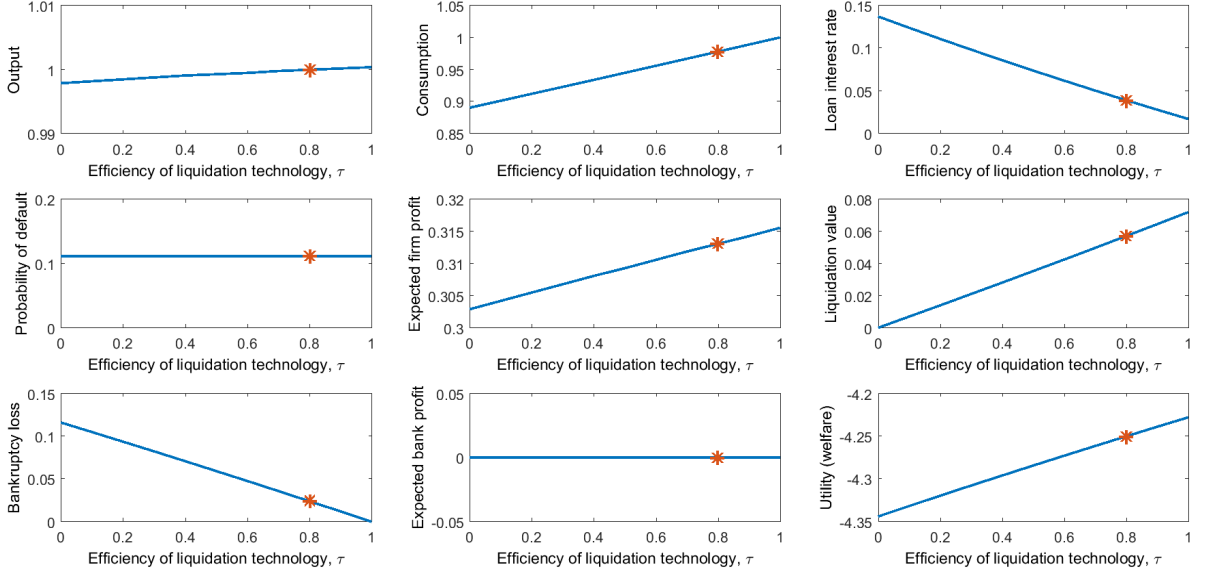 Output
1.01
1
0.99
0 0.2 0.4 0.6 0.8 1
Efficiency of liquidation technology, τ
Consumption
1.05
1
0.95
0.9
0.85
0 0.2 0.4 0.6 0.8 1
Efficiency of liquidation technology, τ
Loan interest rate
0.15
0.1
0.05
0
0 0.2 0.4 0.6 0.8 1
Efficiency of liquidation technology, τ
Probability of default
0.2
0.1
0
0 0.2 0.4 0.6 0.8 1
Efficiency of liquidation technology, τ
Expected firm profit
0.32
0.315
0.31
0.305
0.3
0 0.2 0.4 0.6 0.8 1
Efficiency of liquidation technology, τ
Liquidation value
0.08
0.06
0.04
0.02
0
0 0.2 0.4 0.6 0.8 1
Efficiency of liquidation technology, τ
Bankruptcy loss
0.15
0.1
0.05
0
0 0.2 0.4 0.6 0.8 1
Efficiency of liquidation technology, τ
Expected bank profit
0.05
0
-0.05
0 0.2 0.4 0.6 0.8 1
Efficiency of liquidation technology, τ
Utility (welfare)
-4.2
-4.25
-4.3
-4.35
0 0.2 0.4 0.6 0.8 1
Efficiency of liquidation technology, τ